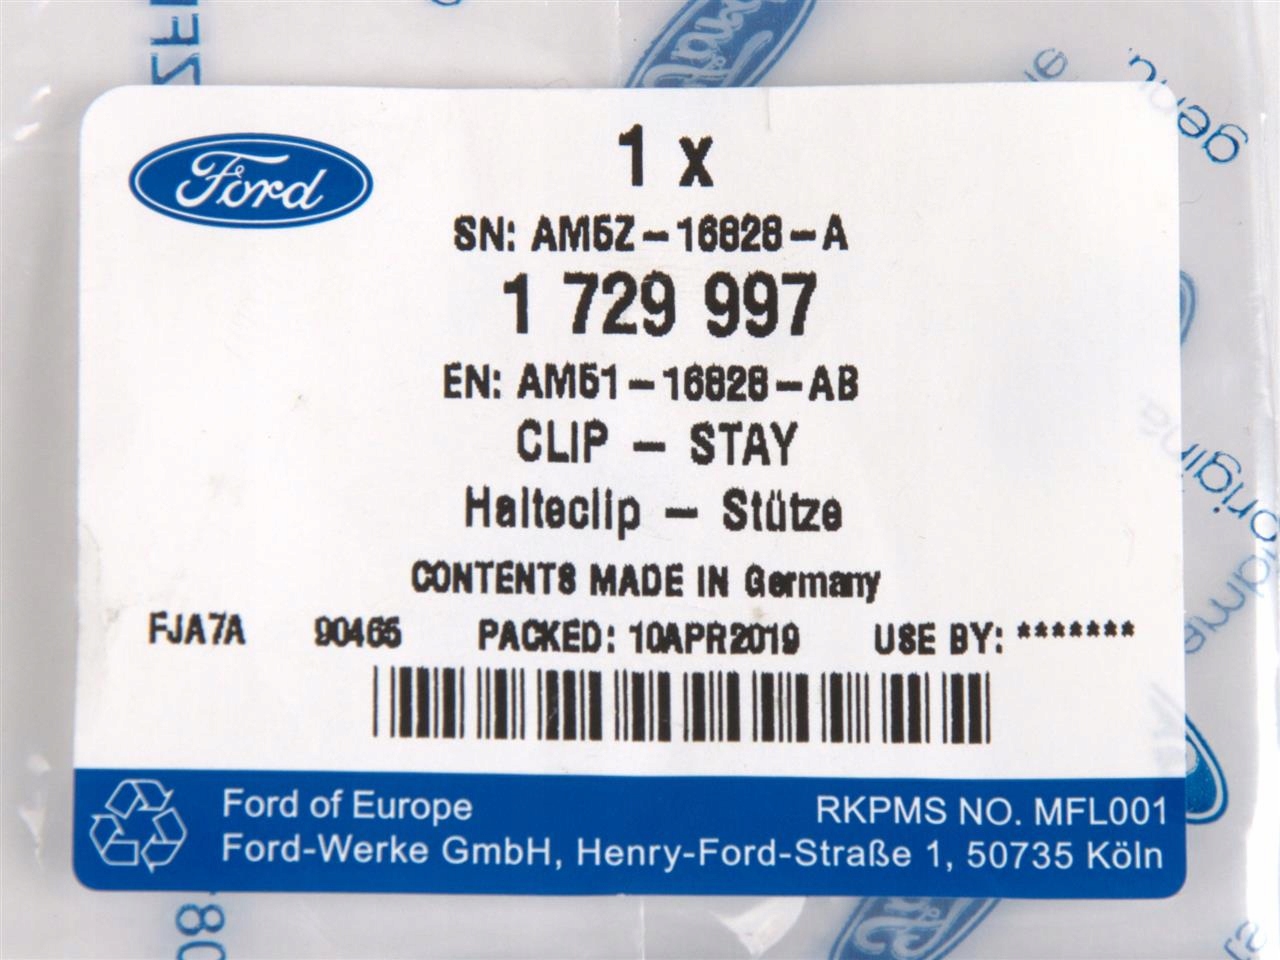 Ford
1 x
SN: AM5Z-16828-A
1 729 997
EN: AM51-16828-AB
CLIP - STAY
Halteclip - Stütze
CONTENTS MADE IN Germany
FJA7A 90465 PACKED: 10APR2019 USE BY: *******
Ford of Europe RKPMS NO. MFL001
Ford-Werke GmbH, Henry-Ford-Straße 1, 50735 Köln